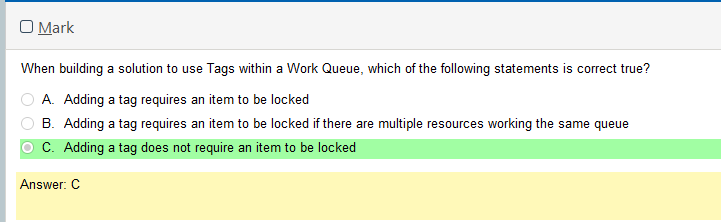 Mark
When building a solution to use Tags within a Work Queue, which of the following statements is correct true?
A. Adding a tag requires an item to be locked
B. Adding a tag requires an item to be locked if there are multiple resources working the same queue
C. Adding a tag does not require an item to be locked
Answer: C